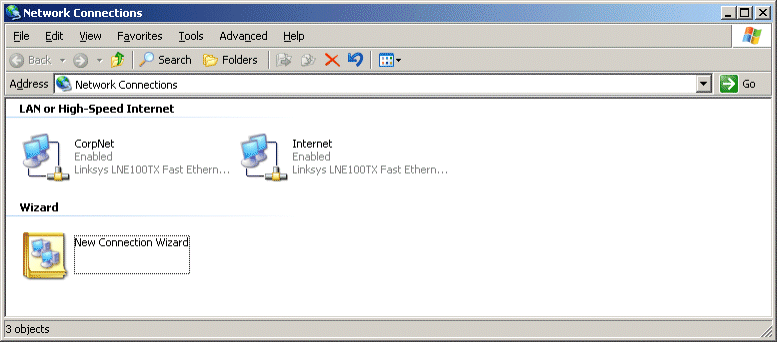 Network Connections
File Edit View Favorites Tools Advanced Help
Back Search Folders
Address Network Connections Go
LAN or High-Speed Internet
CorpNet Internet
Enabled Enabled
Linksys LNE100TX Fast Ethern... Linksys LNE100TX Fast Ethern...
Wizard
New Connection Wizard
3 objects